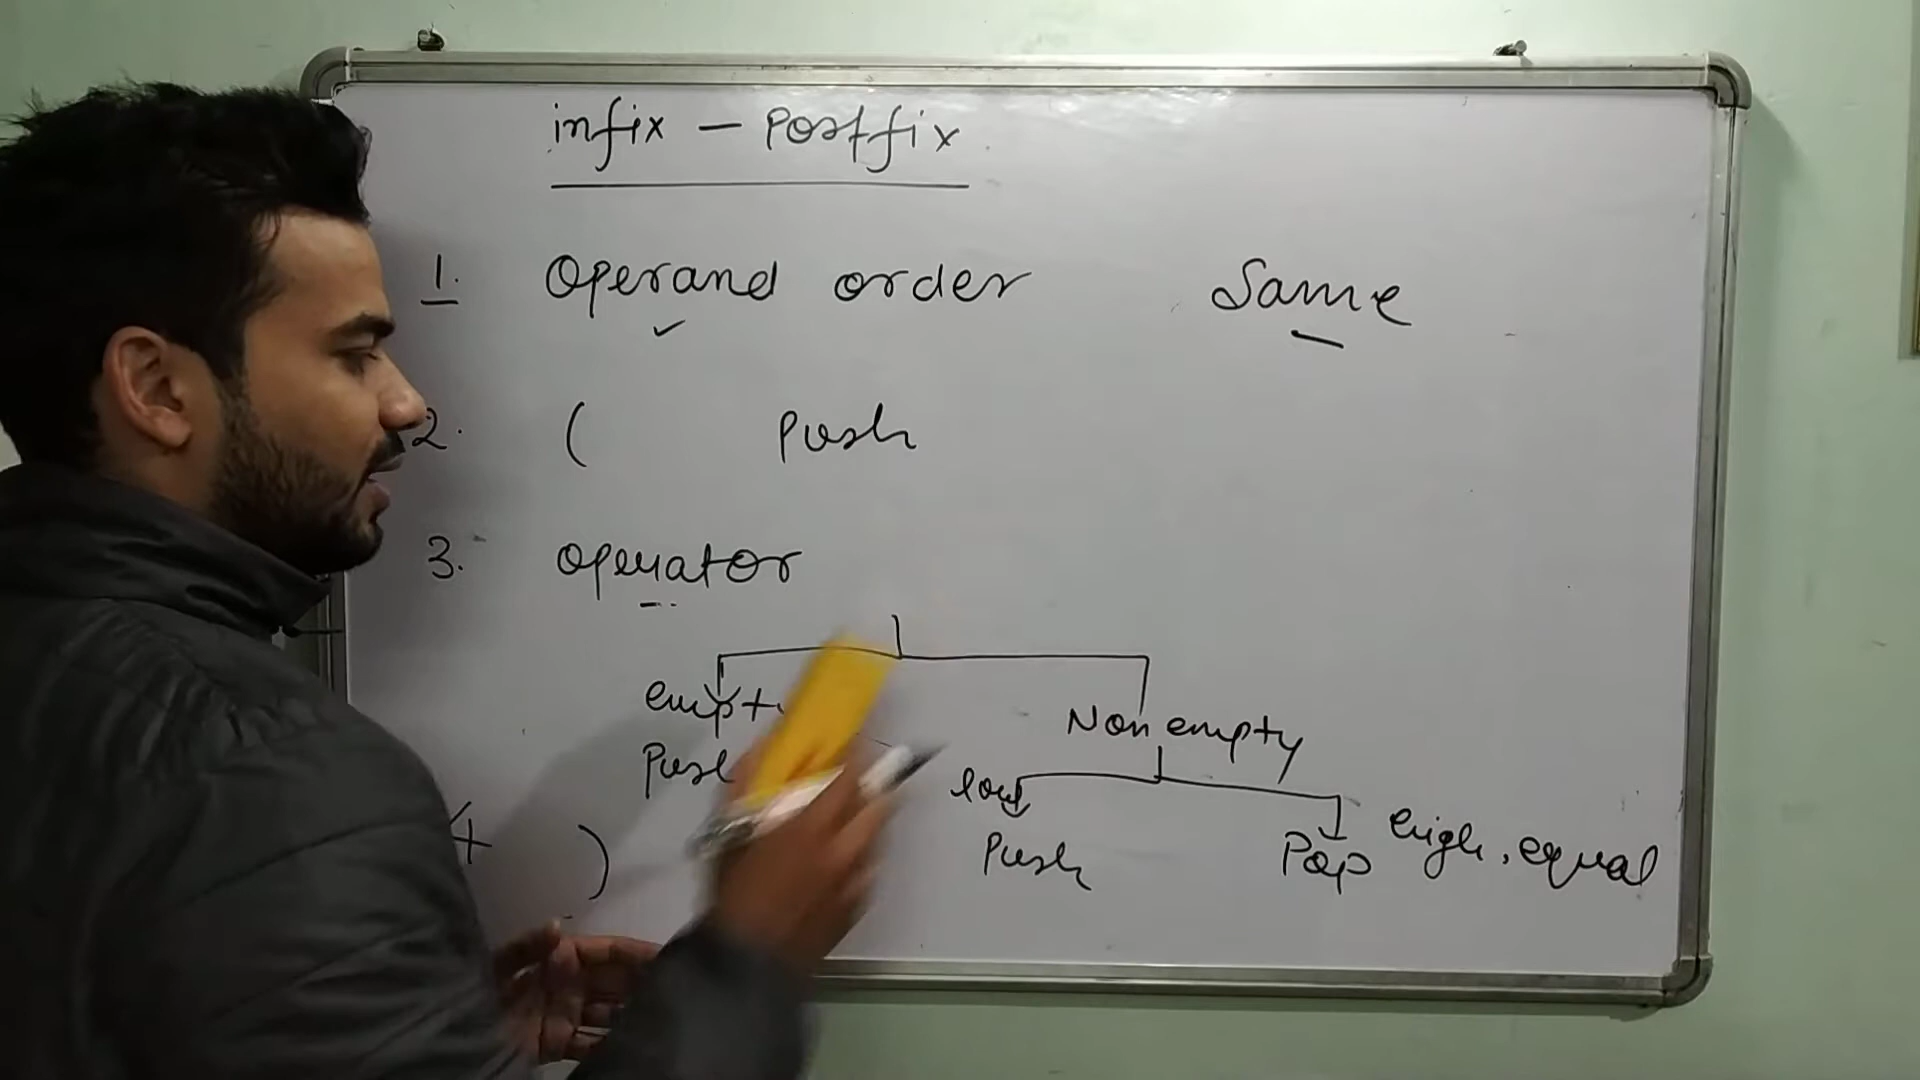 infix - Postfix
1. Operand order Same
2. ( Push
3. operator
empty Non empty
Push low
high, equal
Push Pop
4 )